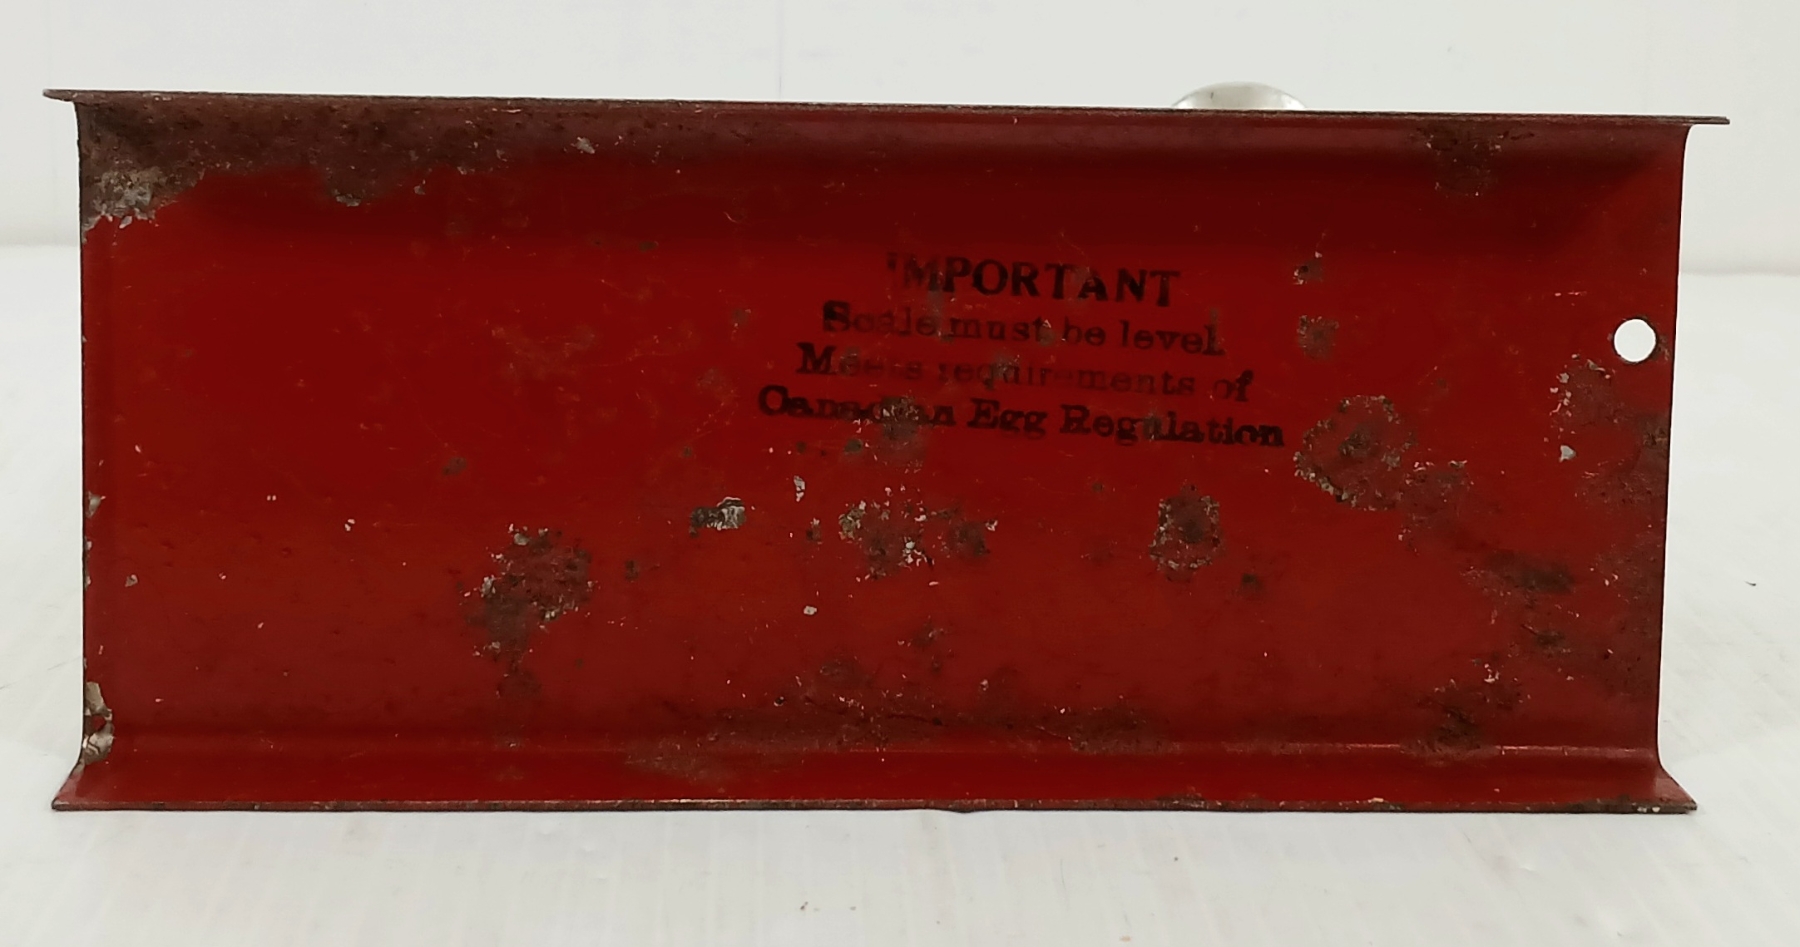 IMPORTANT
Scale must be level
Meets requirements of
Canadian Egg Regulation